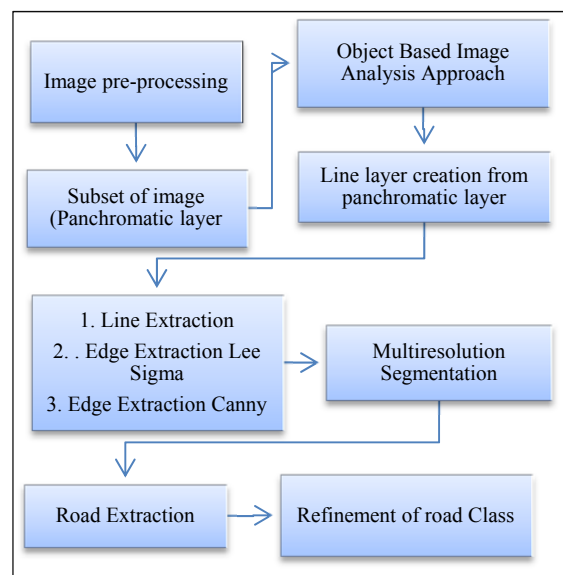 Image pre-processing
Subset of image
(Panchromatic layer
Object Based Image
Analysis Approach
Line layer creation from
panchromatic layer
1. Line Extraction
2. . Edge Extraction Lee
Sigma
3. Edge Extraction Canny
Multiresolution
Segmentation
Road Extraction
Refinement of road Class